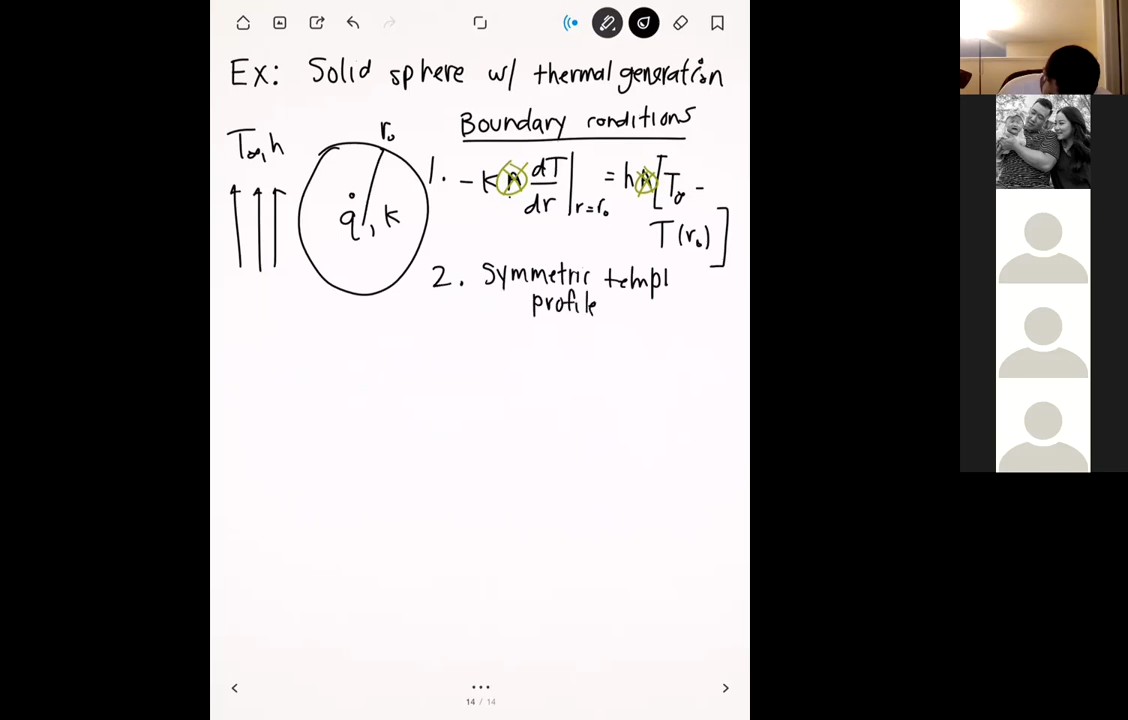 Ex: Solid sphere w/ thermal generation
Boundary conditions
T∞, h
r₀
q̇, k
1. -kA dT/dr |r=r₀ = hA[T∞ -
T(r₀)]
2. Symmetric temp
profile
14 / 14